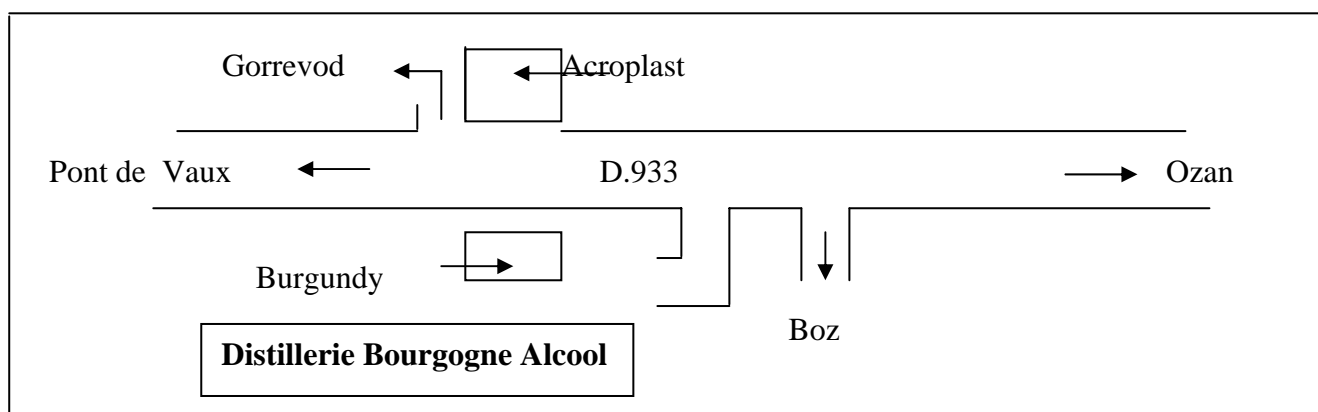 Gorrevod
Acroplast
Pont de Vaux
D.933
Ozan
Burgundy
Boz
Distillerie Bourgogne Alcool